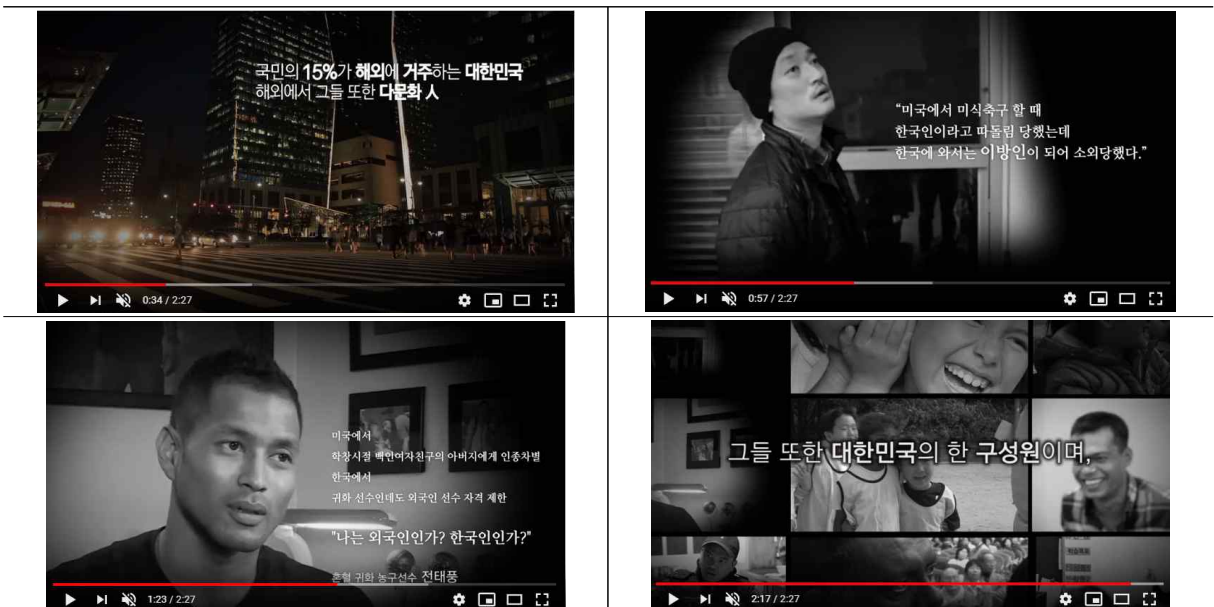 국민의 15%가 해외에 거주하는 대한민국
해외에서 그들 또한 다문화 人
0:34 / 2:27
“미국에서 미식축구 할 때
한국인이라고 따돌림 당했는데
한국에 와서는 이방인이 되어 소외당했다.”
0:57 / 2:27
미국에서
학창시절 백인여자친구의 아버지에게 인종차별
한국에서
귀화 선수인데도 외국인 선수 자격 제한
"나는 외국인인가? 한국인인가?"
혼혈 귀화 농구선수 전태풍
1:23 / 2:27
그들 또한 대한민국의 한 구성원이며,
2:17 / 2:27